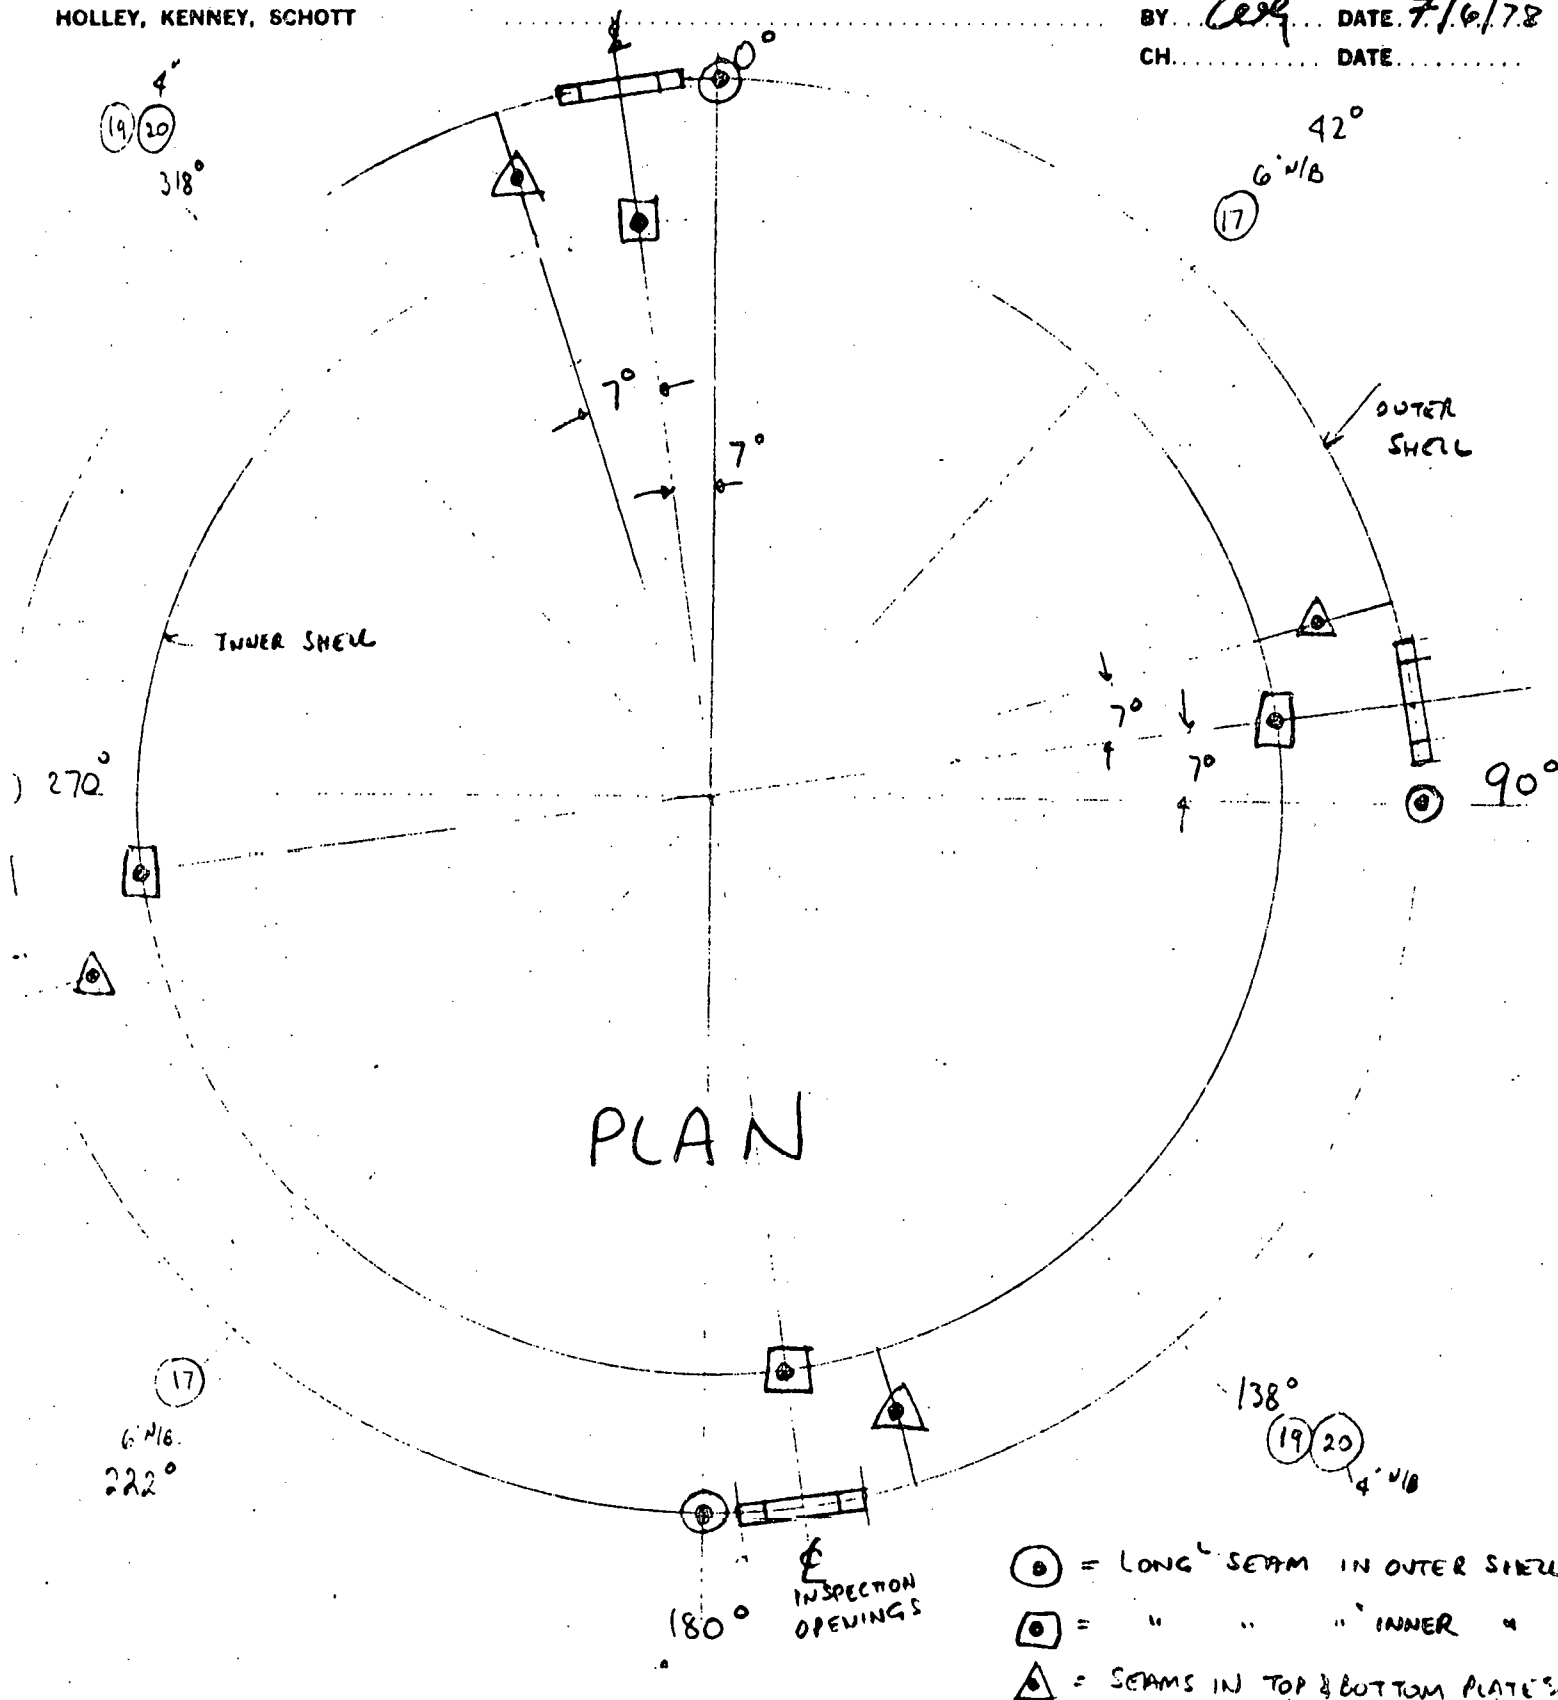 HOLLEY, KENNEY, SCHOTT
BY DATE 7/6/78
CH. DATE
0°
4"
19 20
318°
42°
6" N/B
17
7°
7°
OUTER
SHELL
INNER SHELL
7°
7°
270°
90°
PLAN
17
6" N/B.
222°
138°
19 20
4" N/B
180°
℄
INSPECTION
OPENINGS
= LONG'L SEAM IN OUTER SHELL
= " " " INNER "
= SEAMS IN TOP & BOTTOM PLATES